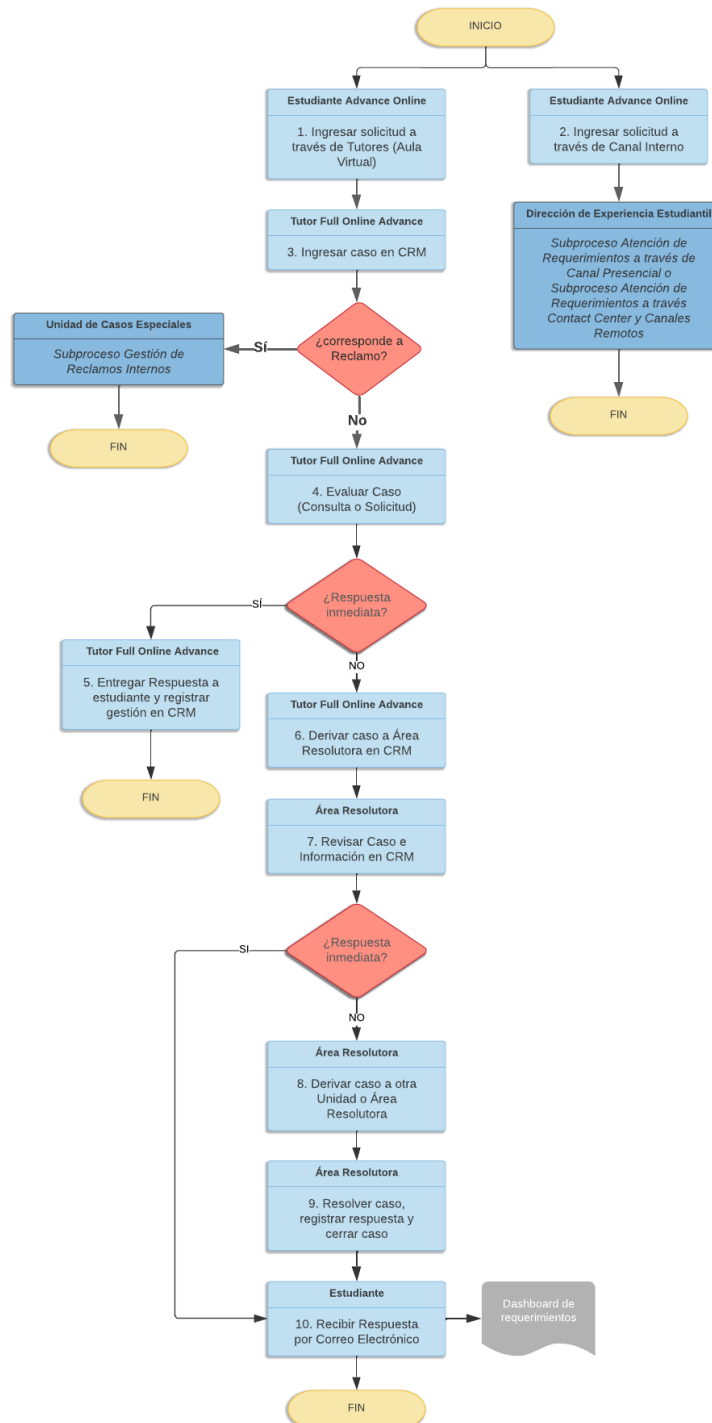 INICIO
Estudiante Advance Online
1. Ingresar solicitud a
través de Tutores (Aula
Virtual)
Estudiante Advance Online
2. Ingresar solicitud a
través de Canal Interno
Tutor Full Online Advance
3. Ingresar caso en CRM
Dirección de Experiencia Estudiantil
Subproceso Atención de
Requerimientos a través de
Canal Presencial o
Subproceso Atención de
Requerimientos a través
Contact Center y Canales
Remotos
¿corresponde a
Reclamo?
Sí
Unidad de Casos Especiales
Subproceso Gestión de
Reclamos Internos
FIN
FIN
No
Tutor Full Online Advance
4. Evaluar Caso
(Consulta o Solicitud)
¿Respuesta
inmediata?
SÍ
NO
Tutor Full Online Advance
5. Entregar Respuesta a
estudiante y registrar
gestión en CRM
FIN
Tutor Full Online Advance
6. Derivar caso a Área
Resolutora en CRM
Área Resolutora
7. Revisar Caso e
Información en CRM
¿Respuesta
inmediata?
SI
NO
Área Resolutora
8. Derivar caso a otra
Unidad o Área
Resolutora
Área Resolutora
9. Resolver caso,
registrar respuesta y
cerrar caso
Estudiante
10. Recibir Respuesta
por Correo Electrónico
Dashboard de
requerimientos
FIN